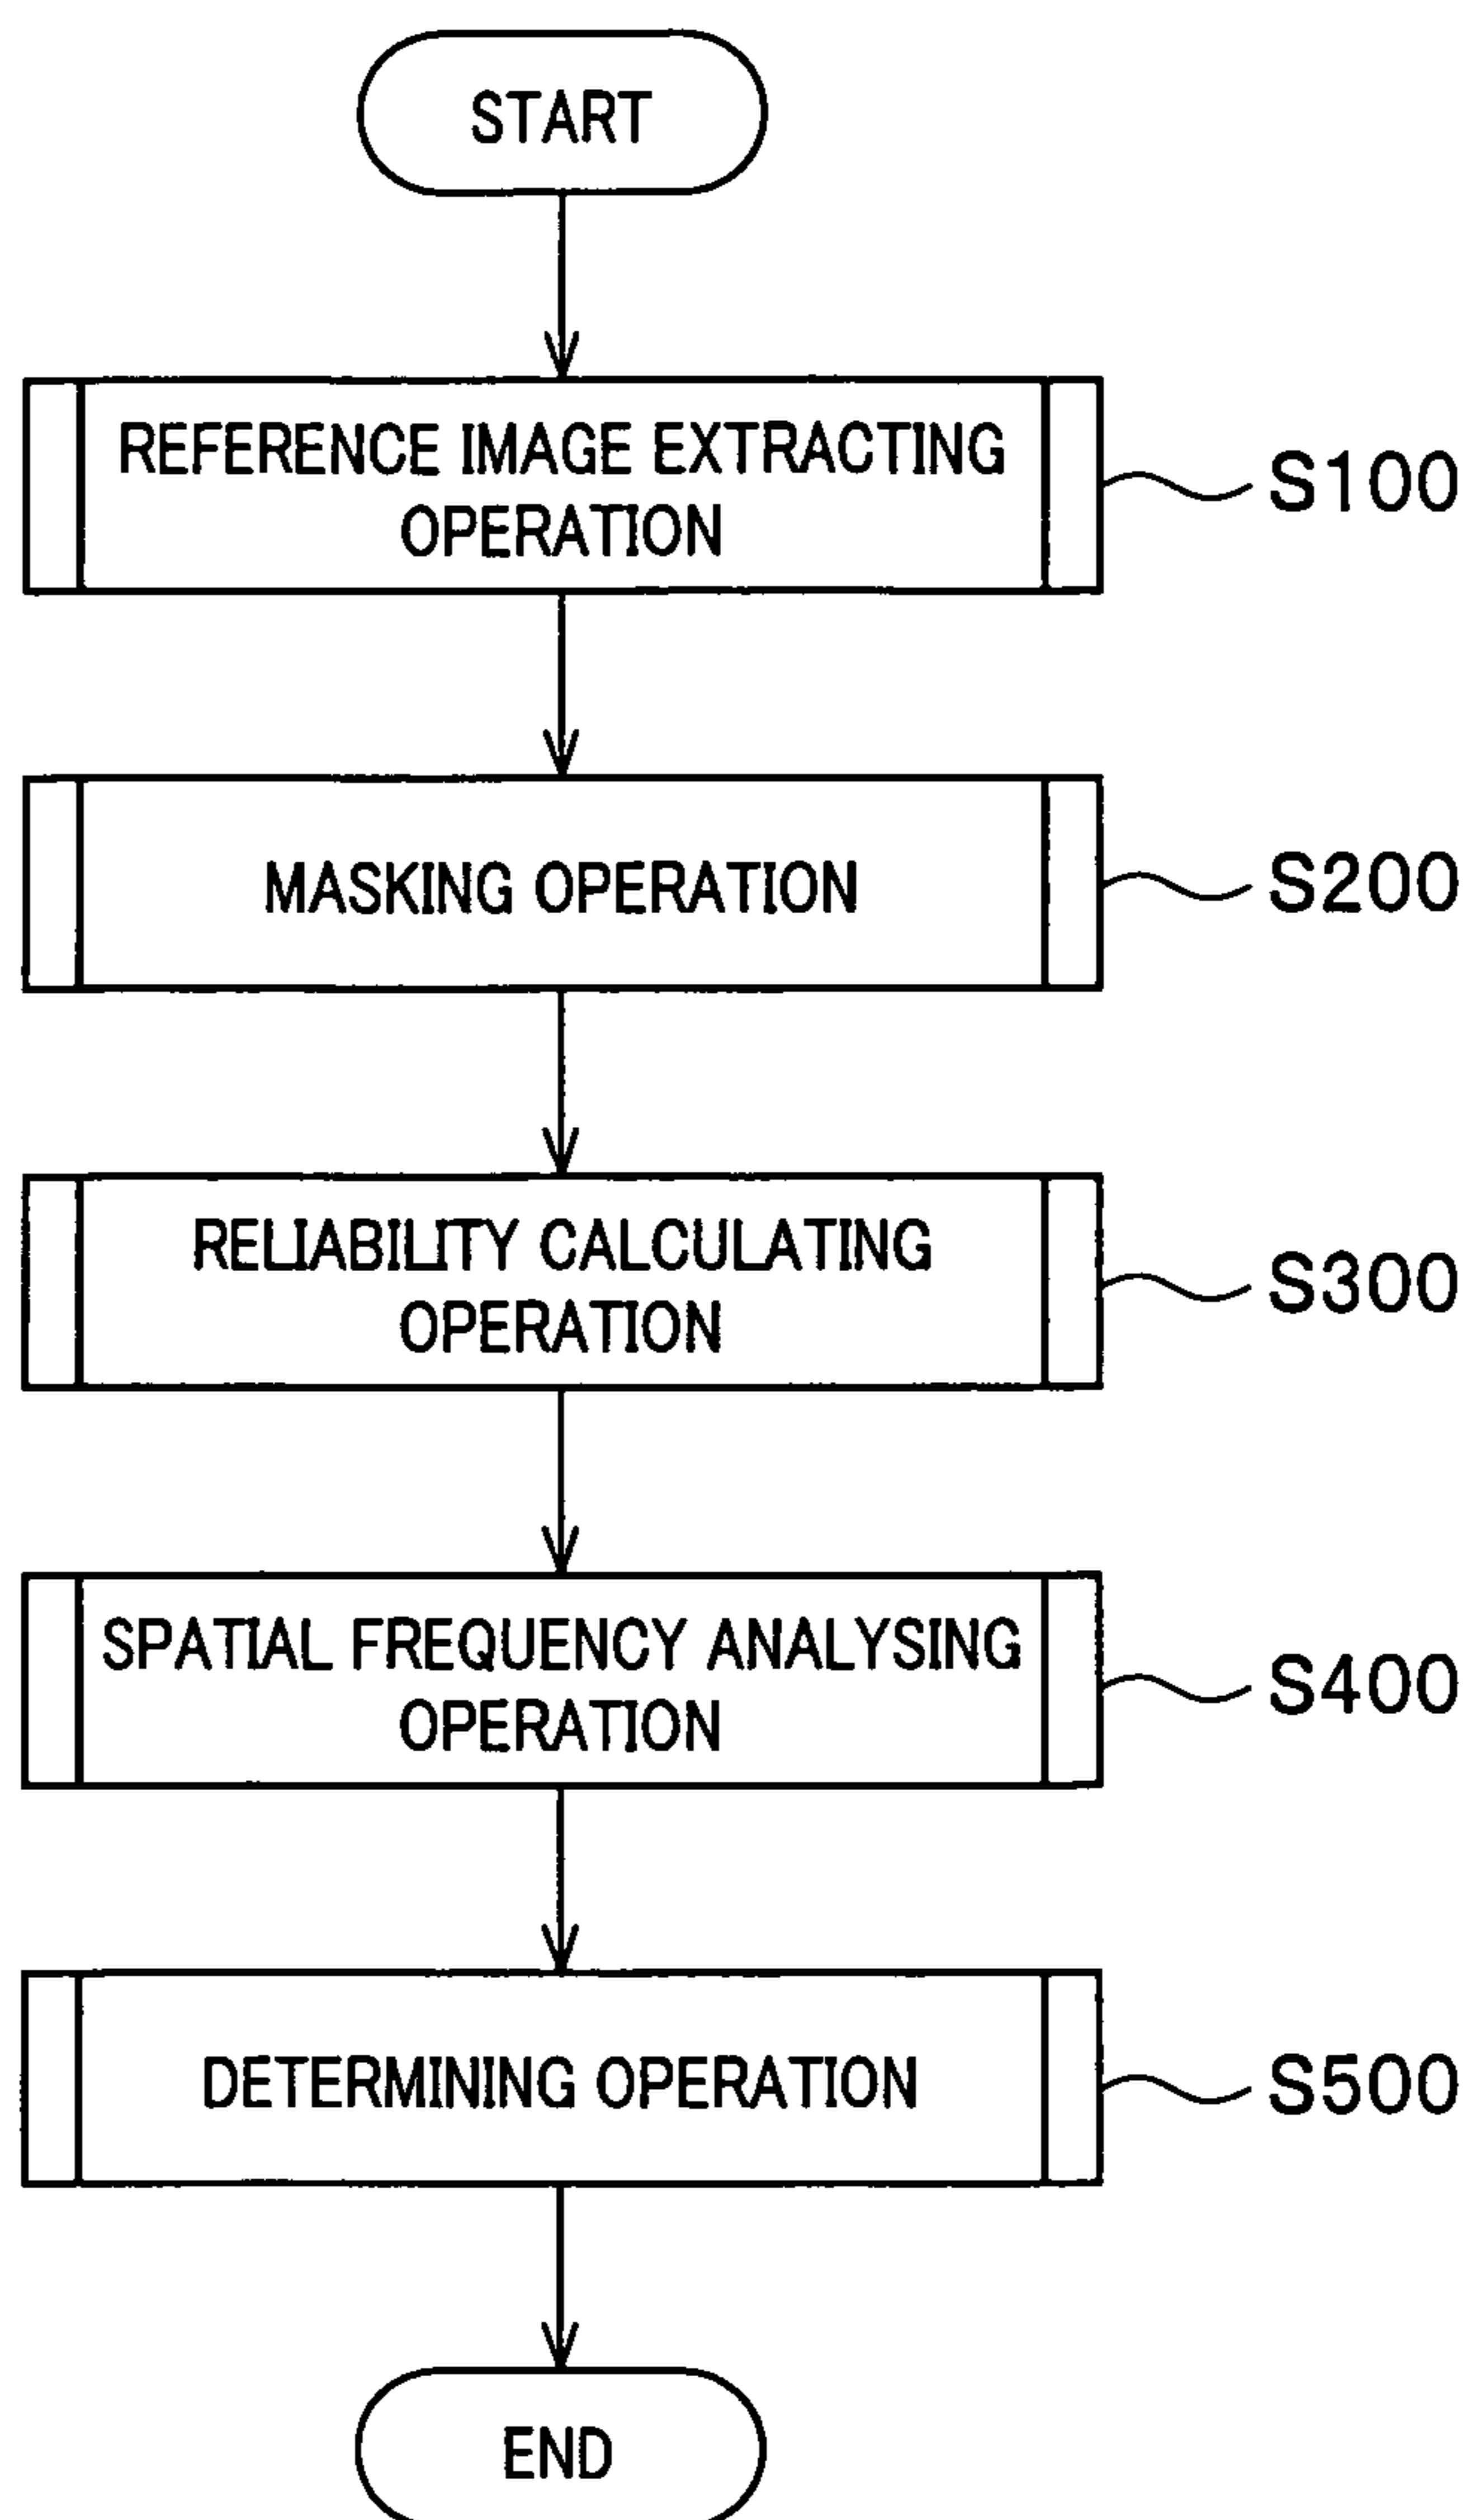 START
REFERENCE IMAGE EXTRACTING
OPERATION
S100
MASKING OPERATION
S200
RELIABILITY CALCULATING
OPERATION
S300
SPATIAL FREQUENCY ANALYSING
OPERATION
S400
DETERMINING OPERATION
S500
END